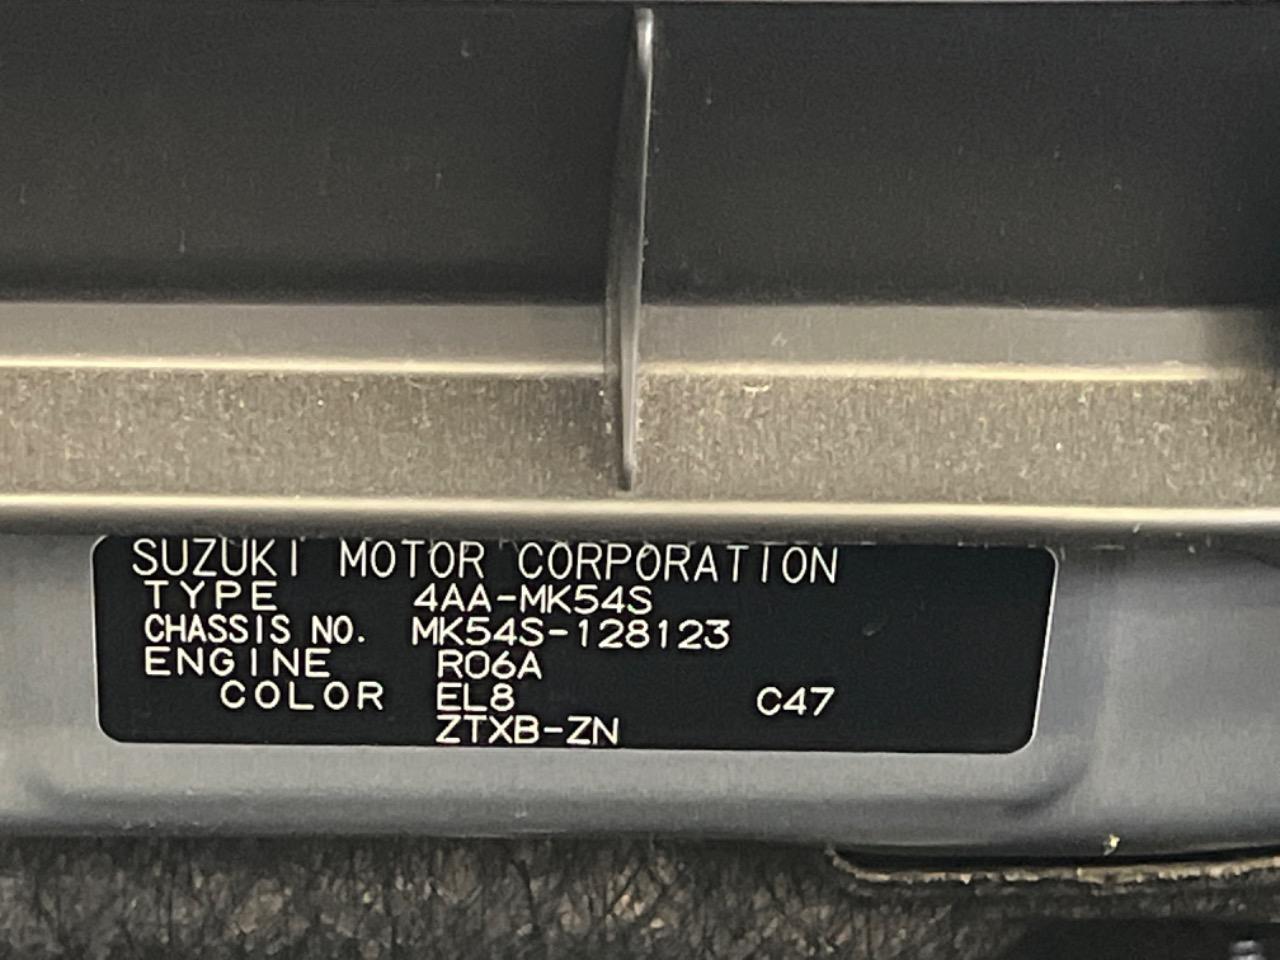 SUZUKI MOTOR CORPORATION
TYPE 4AA-MK54S
CHASSIS NO. MK54S-128123
ENGINE R06A
COLOR EL8 C47
ZTXB-ZN